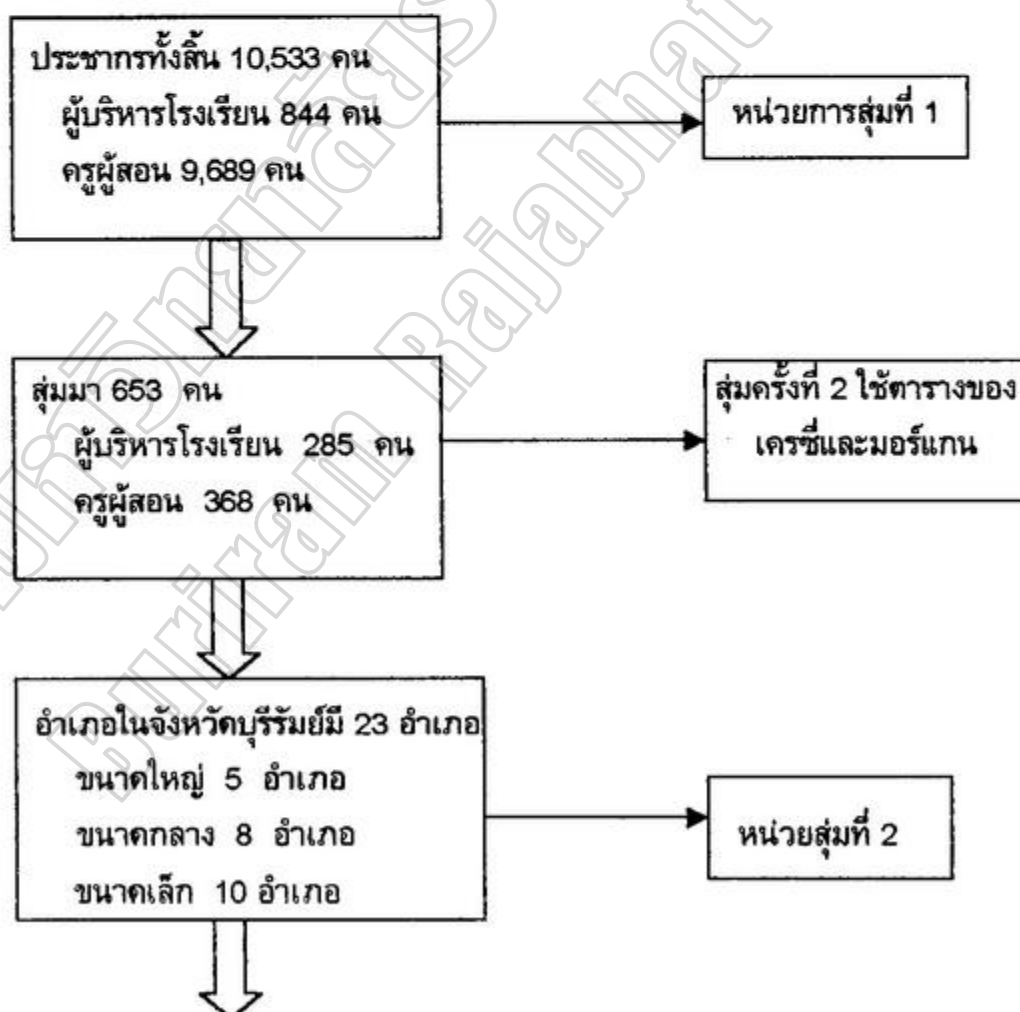 ประชากรทั้งสิ้น 10,533 คน
ผู้บริหารโรงเรียน 844 คน
ครูผู้สอน 9,689 คน
หน่วยการสุ่มที่ 1
สุ่มมา 653 คน
ผู้บริหารโรงเรียน 285 คน
ครูผู้สอน 368 คน
สุ่มครั้งที่ 2 ใช้ตารางของ
เครซี่และมอร์แกน
อำเภอในจังหวัดบุรีรัมย์มี 23 อำเภอ
ขนาดใหญ่ 5 อำเภอ
ขนาดกลาง 8 อำเภอ
ขนาดเล็ก 10 อำเภอ
หน่วยสุ่มที่ 2
Buriram Rajabhat